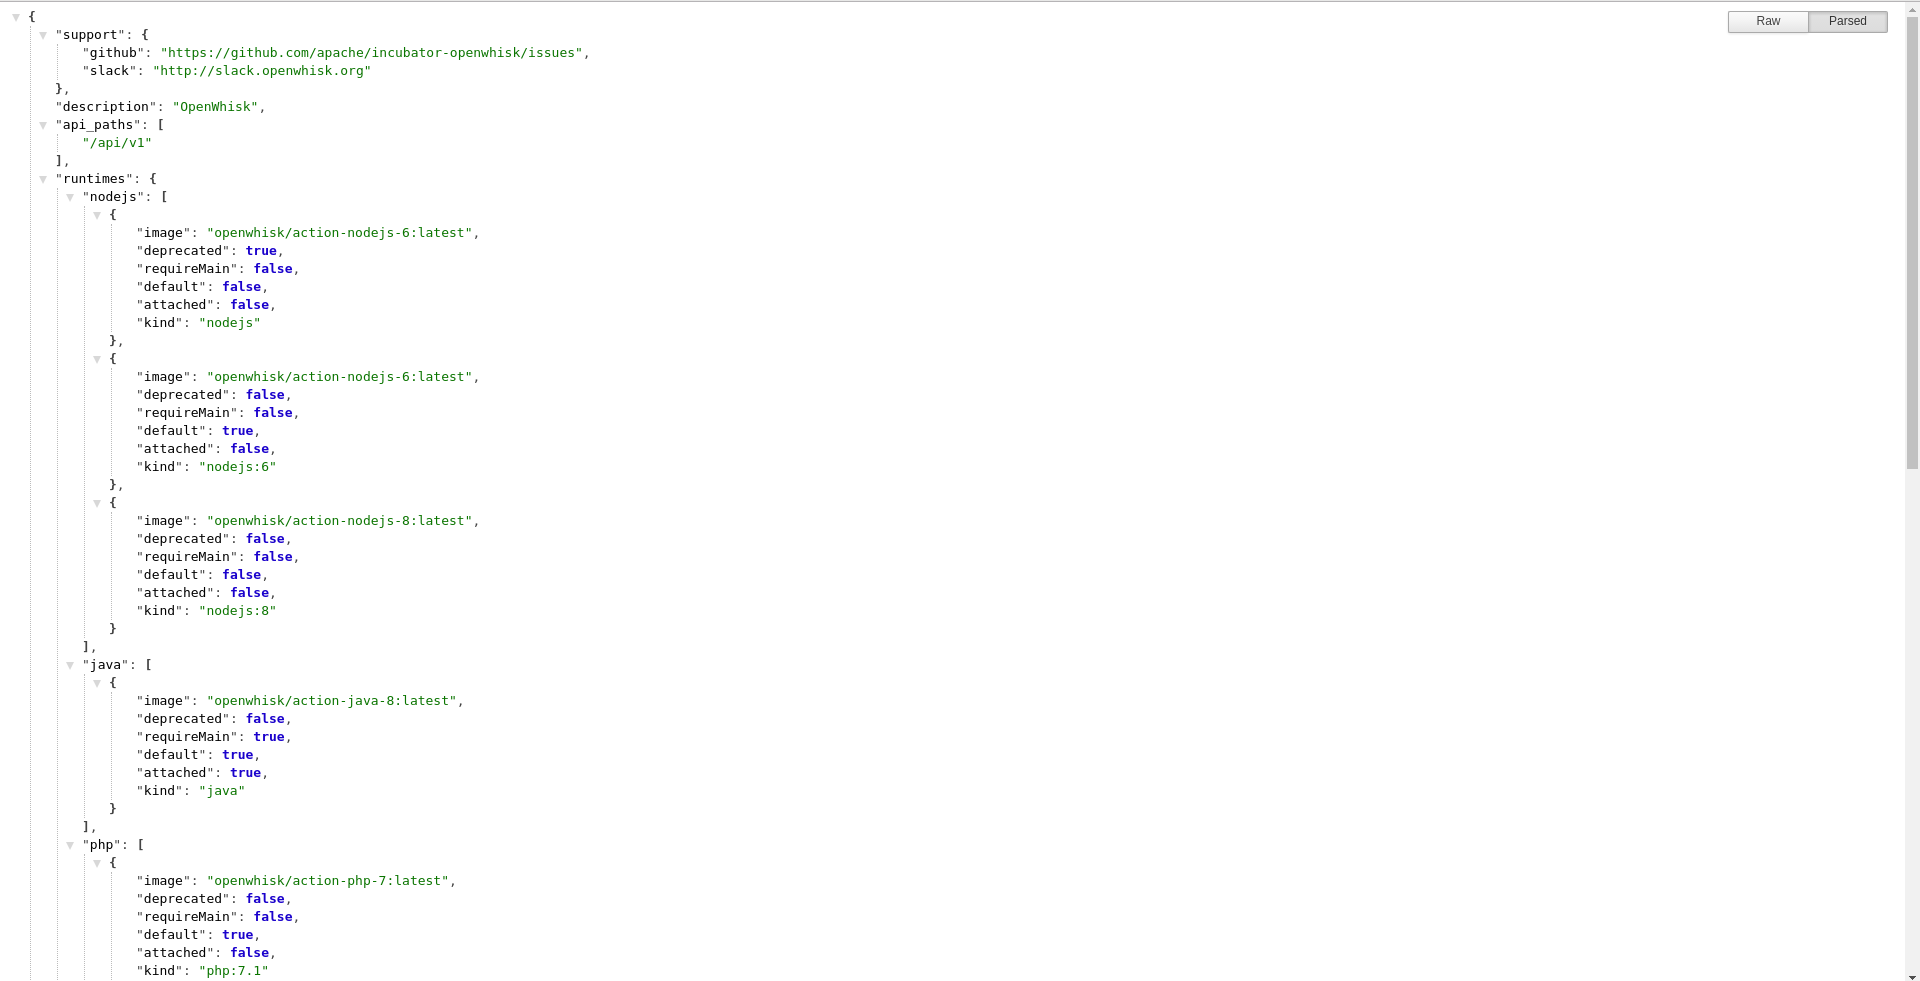 Raw Parsed
{
"support": {
"github": "https://github.com/apache/incubator-openwhisk/issues",
"slack": "http://slack.openwhisk.org"
},
"description": "OpenWhisk",
"api_paths": [
"/api/v1"
],
"runtimes": {
"nodejs": [
{
"image": "openwhisk/action-nodejs-6:latest",
"deprecated": true,
"requireMain": false,
"default": false,
"attached": false,
"kind": "nodejs"
},
{
"image": "openwhisk/action-nodejs-6:latest",
"deprecated": false,
"requireMain": false,
"default": true,
"attached": false,
"kind": "nodejs:6"
},
{
"image": "openwhisk/action-nodejs-8:latest",
"deprecated": false,
"requireMain": false,
"default": false,
"attached": false,
"kind": "nodejs:8"
}
],
"java": [
{
"image": "openwhisk/action-java-8:latest",
"deprecated": false,
"requireMain": true,
"default": true,
"attached": true,
"kind": "java"
}
],
"php": [
{
"image": "openwhisk/action-php-7:latest",
"deprecated": false,
"requireMain": false,
"default": true,
"attached": false,
"kind": "php:7.1"